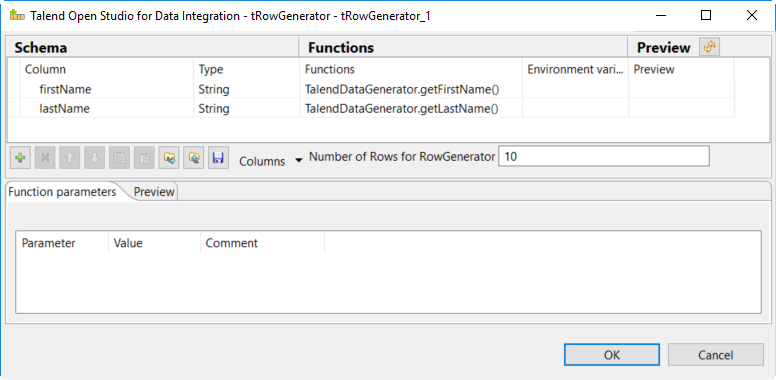 Talend Open Studio for Data Integration - tRowGenerator - tRowGenerator_1
Schema Functions Preview
Column Type Functions Environment vari... Preview
firstName String TalendDataGenerator.getFirstName()
lastName String TalendDataGenerator.getLastName()
Columns Number of Rows for RowGenerator 10
Function parameters Preview
Parameter Value Comment
OK Cancel